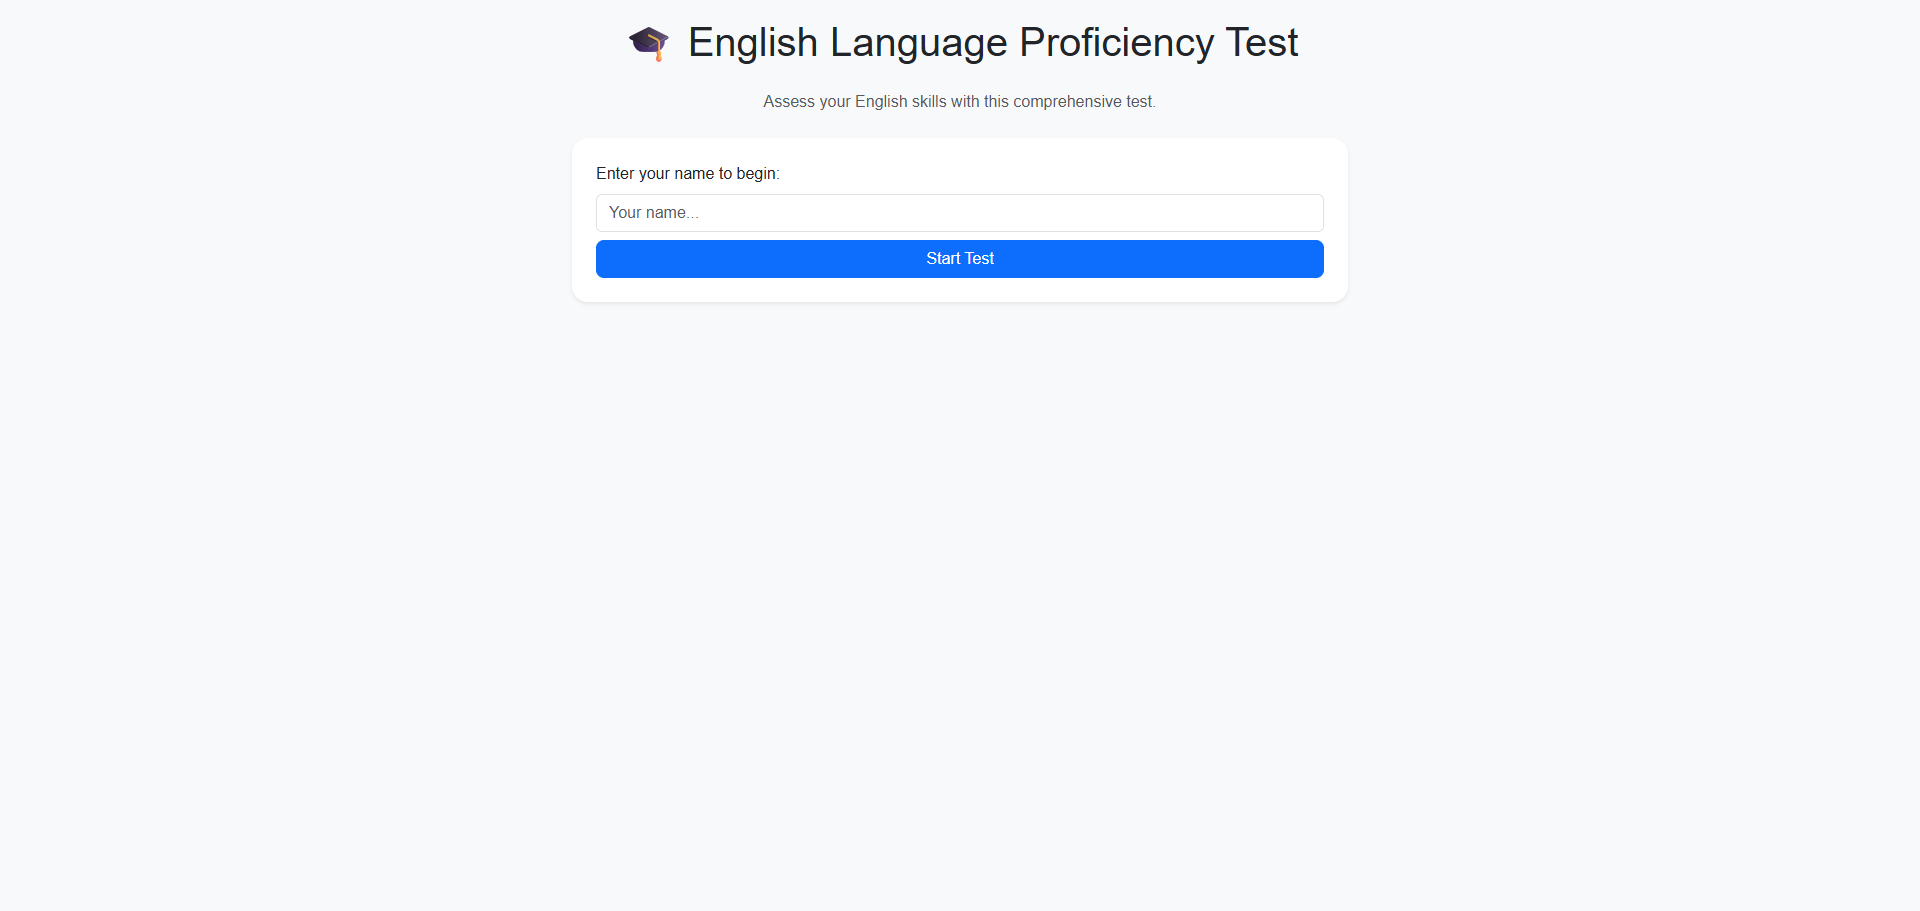 English Language Proficiency Test
Assess your English skills with this comprehensive test.
Enter your name to begin:
Your name...
Start Test